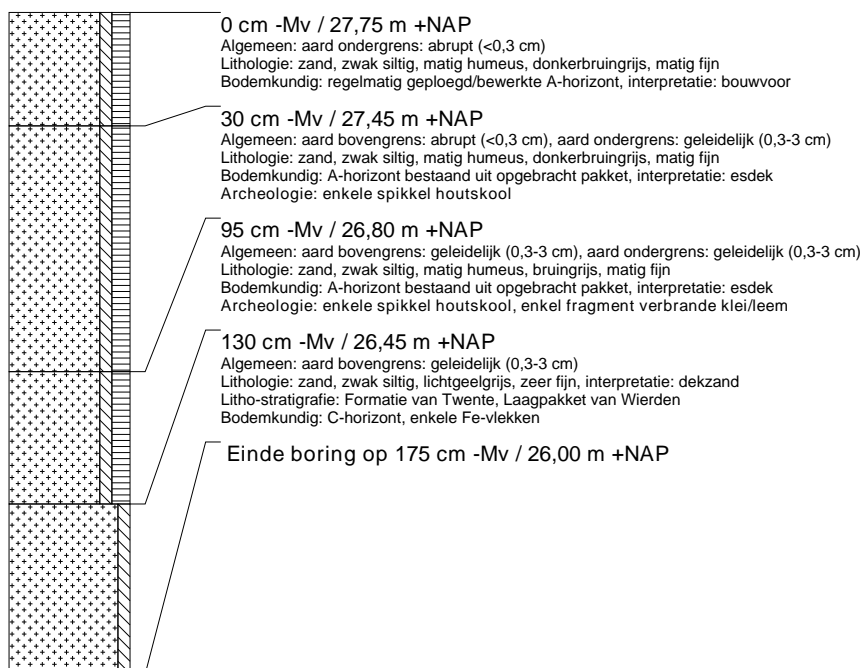 0 cm -Mv / 27,75 m +NAP
Algemeen: aard ondergrens: abrupt (<0,3 cm)
Lithologie: zand, zwak siltig, matig humeus, donkerbruingrijs, matig fijn
Bodemkundig: regelmatig geploegd/bewerkte A-horizont, interpretatie: bouwvoor
30 cm -Mv / 27,45 m +NAP
Algemeen: aard bovengrens: abrupt (<0,3 cm), aard ondergrens: geleidelijk (0,3-3 cm)
Lithologie: zand, zwak siltig, matig humeus, donkerbruingrijs, matig fijn
Bodemkundig: A-horizont bestaand uit opgebracht pakket, interpretatie: esdek
Archeologie: enkele spikkel houtskool
95 cm -Mv / 26,80 m +NAP
Algemeen: aard bovengrens: geleidelijk (0,3-3 cm), aard ondergrens: geleidelijk (0,3-3 cm)
Lithologie: zand, zwak siltig, matig humeus, bruingrijs, matig fijn
Bodemkundig: A-horizont bestaand uit opgebracht pakket, interpretatie: esdek
Archeologie: enkele spikkel houtskool, enkel fragment verbrande klei/leem
130 cm -Mv / 26,45 m +NAP
Algemeen: aard bovengrens: geleidelijk (0,3-3 cm)
Lithologie: zand, zwak siltig, lichtgeelgrijs, zeer fijn, interpretatie: dekzand
Litho-stratigrafie: Formatie van Twente, Laagpakket van Wierden
Bodemkundig: C-horizont, enkele Fe-vlekken
Einde boring op 175 cm -Mv / 26,00 m +NAP